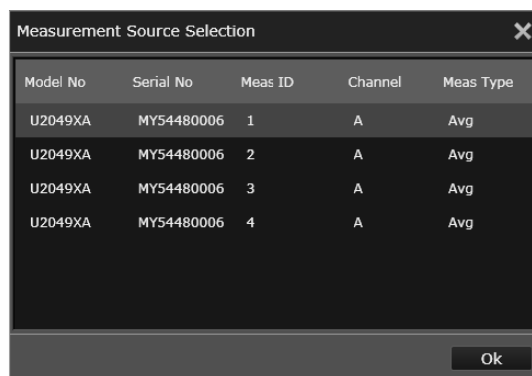 Measurement Source Selection
Model No Serial No Meas ID Channel Meas Type
U2049XA MY54480006 1 A Avg
U2049XA MY54480006 2 A Avg
U2049XA MY54480006 3 A Avg
U2049XA MY54480006 4 A Avg
Ok